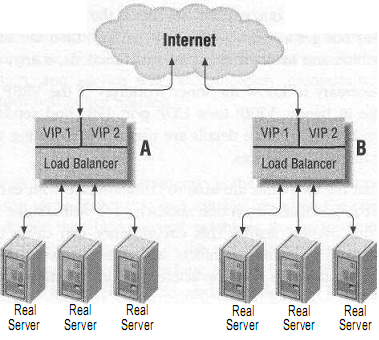 Internet
VIP 1 VIP 2
Load Balancer
A
VIP 1 VIP 2
Load Balancer
B
Real Server
Real Server
Real Server
Real Server
Real Server
Real Server